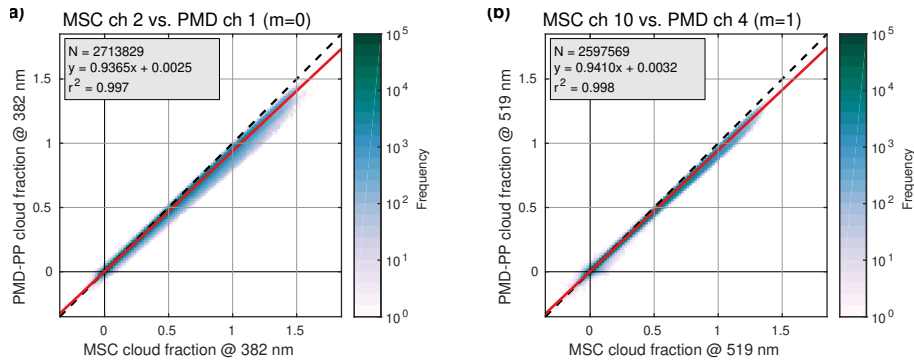 a)
MSC ch 2 vs. PMD ch 1 (m=0)
N = 2713829
y = 0.9365x + 0.0025
r² = 0.997
PMD-PP cloud fraction @ 382 nm
1.5
1
0.5
0
0
0.5
1
1.5
MSC cloud fraction @ 382 nm
10⁵
10⁴
10³
10²
10¹
10⁰
Frequency
(b)
MSC ch 10 vs. PMD ch 4 (m=1)
N = 2597569
y = 0.9410x + 0.0032
r² = 0.998
PMD-PP cloud fraction @ 519 nm
1.5
1
0.5
0
0
0.5
1
1.5
MSC cloud fraction @ 519 nm
10⁵
10⁴
10³
10²
10¹
10⁰
Frequency